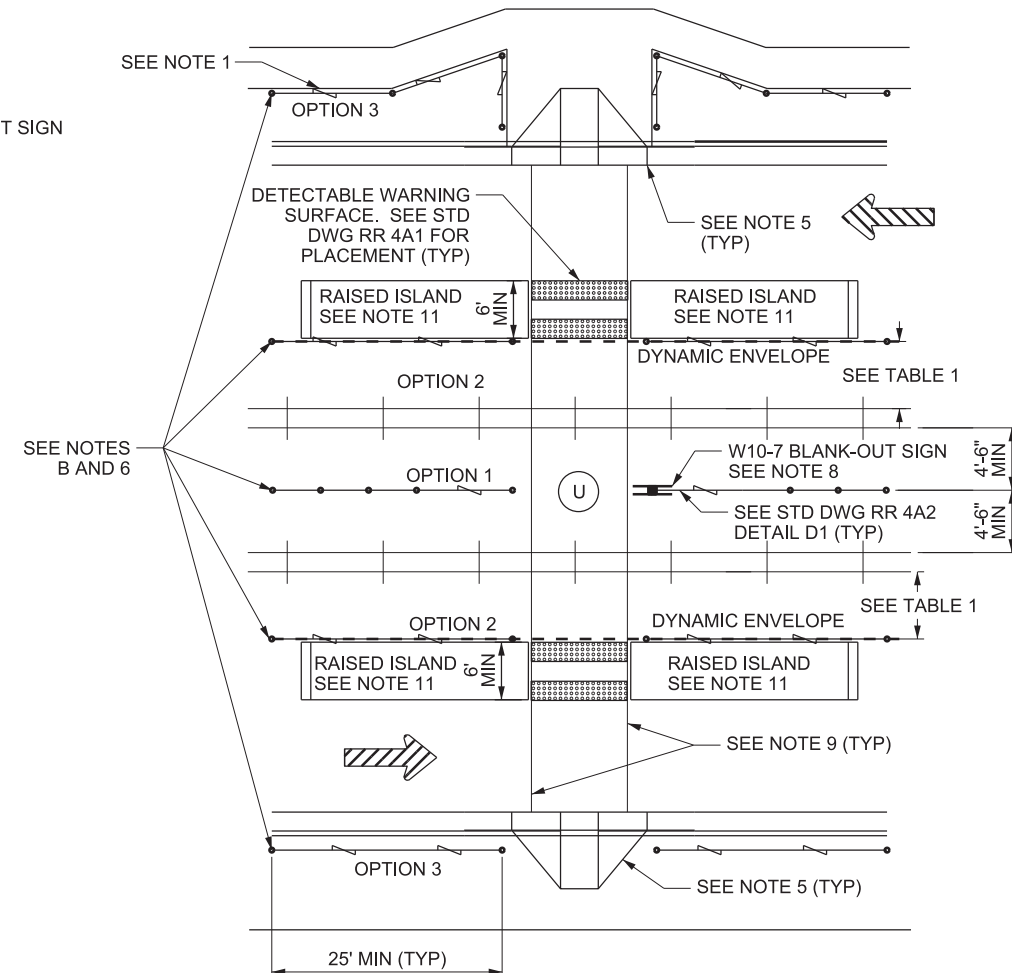 SEE NOTE 1
OPTION 3
T SIGN
DETECTABLE WARNING
SURFACE. SEE STD
DWG RR 4A1 FOR
PLACEMENT (TYP)
SEE NOTE 5
(TYP)
RAISED ISLAND
SEE NOTE 11
6'
MIN
RAISED ISLAND
SEE NOTE 11
DYNAMIC ENVELOPE
OPTION 2
SEE TABLE 1
SEE NOTES
B AND 6
OPTION 1
U
W10-7 BLANK-OUT SIGN
SEE NOTE 8
SEE STD DWG RR 4A2
DETAIL D1 (TYP)
4'-6"
MIN
4'-6"
MIN
SEE TABLE 1
OPTION 2
DYNAMIC ENVELOPE
RAISED ISLAND
SEE NOTE 11
6'
MIN
RAISED ISLAND
SEE NOTE 11
SEE NOTE 9 (TYP)
OPTION 3
SEE NOTE 5 (TYP)
25' MIN (TYP)